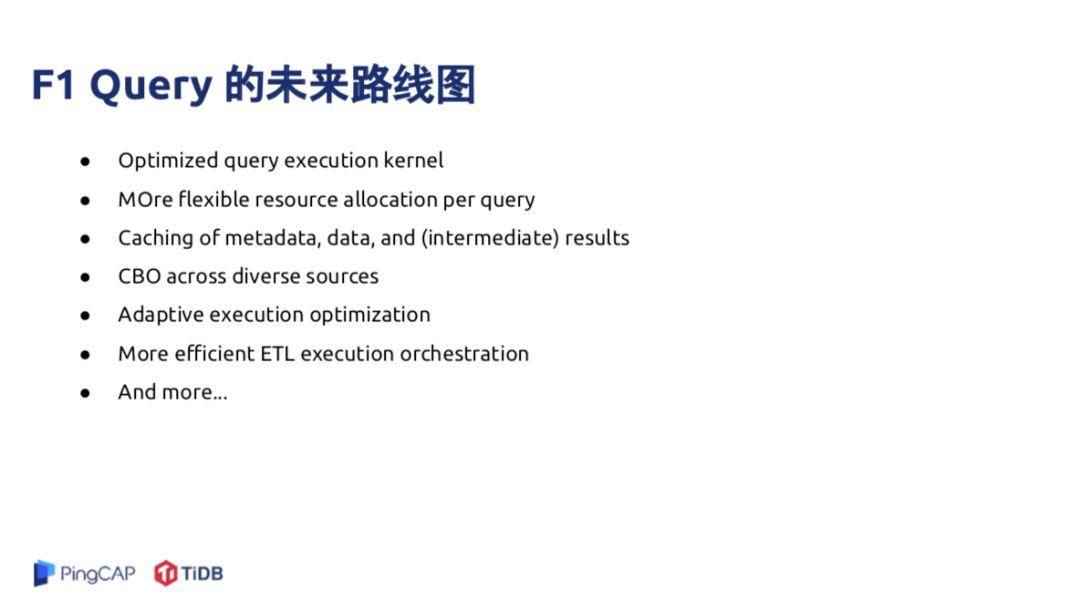 F1 Query 的未来路线图
● Optimized query execution kernel
● MOre flexible resource allocation per query
● Caching of metadata, data, and (intermediate) results
● CBO across diverse sources
● Adaptive execution optimization
● More efficient ETL execution orchestration
● And more...
PingCAP TiDB